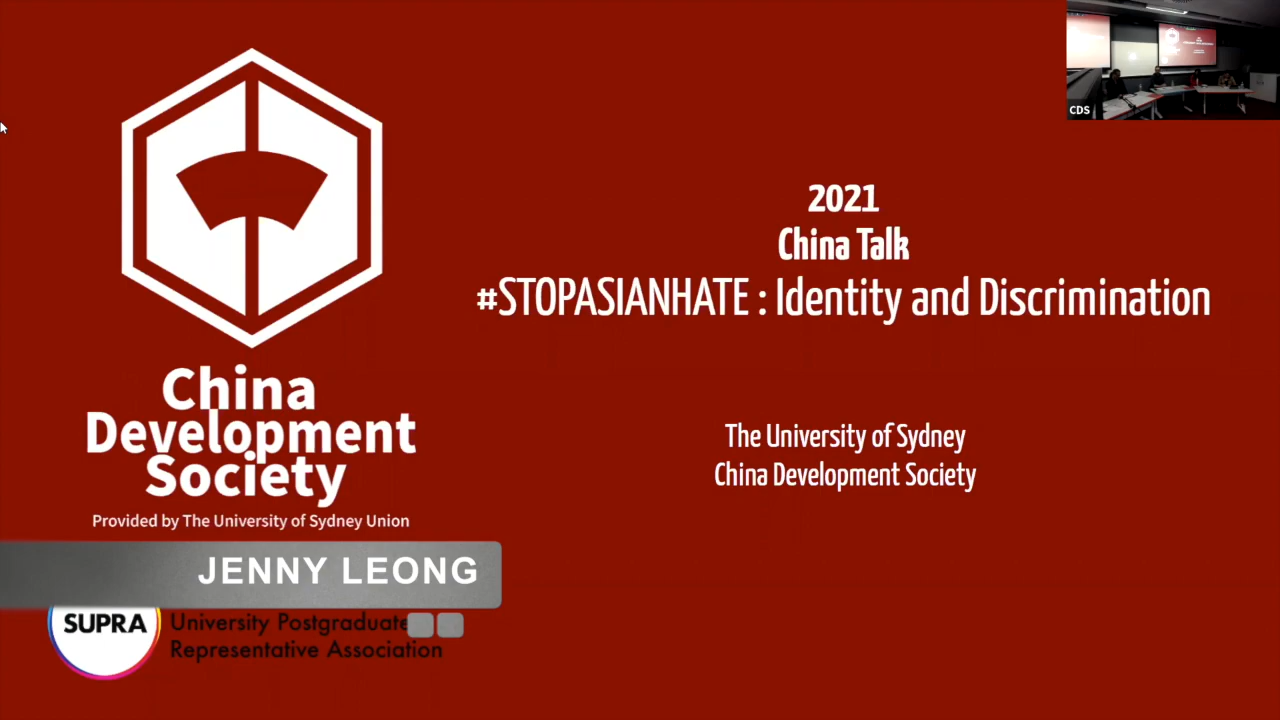 CDS
2021
China Talk
#STOPASIANHATE : Identity and Discrimination
The University of Sydney
China Development Society
China
Development
Society
Provided by The University of Sydney Union
JENNY LEONG
SUPRA
University Postgraduate
Representative Association